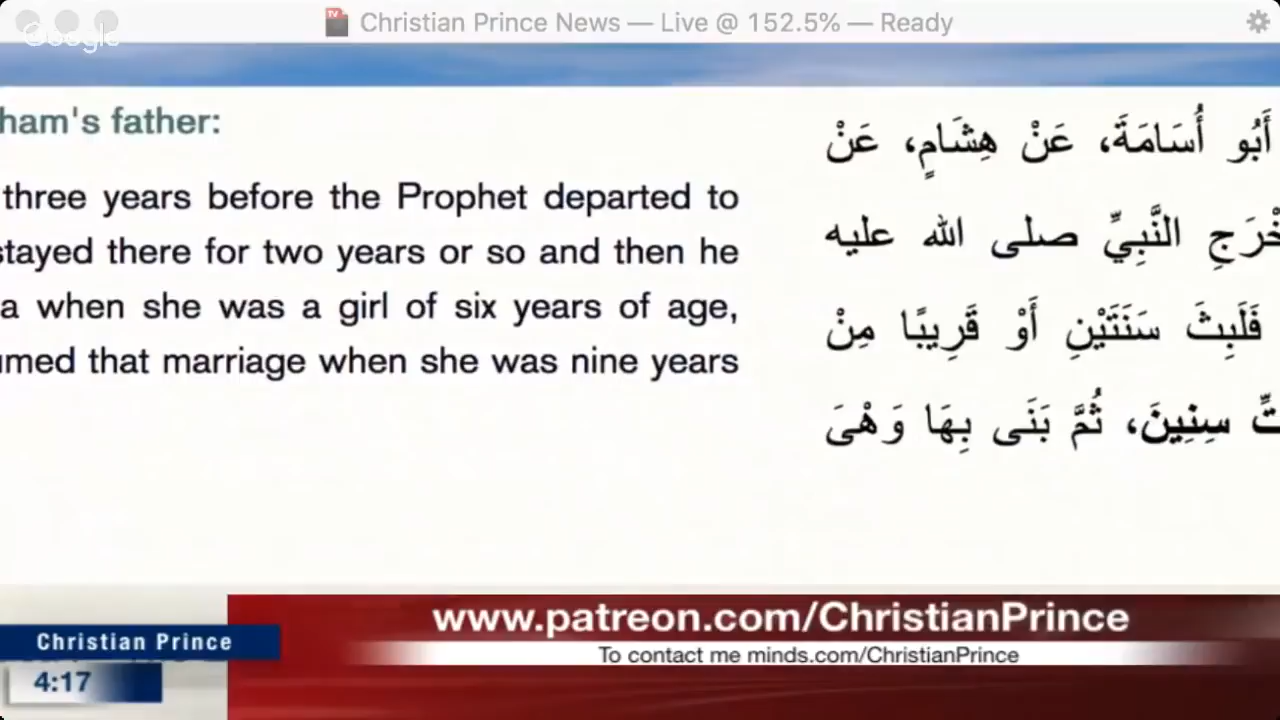 Google
Christian Prince News — Live @ 152.5% — Ready
ham's father:
three years before the Prophet departed to
stayed there for two years or so and then he
a when she was a girl of six years of age,
umed that marriage when she was nine years
أَبُو أُسَامَةَ، عَنْ هِشَامٍ، عَنْ
خْرَجِ النَّبِيِّ صلى الله عليه
فَلَبِثَ سَنَتَيْنِ أَوْ قَرِيبًا مِنْ
تِّ سِنِينَ، ثُمَّ بَنَى بِهَا وَهْىَ
www.patreon.com/ChristianPrince
Christian Prince
To contact me minds.com/ChristianPrince
4:17